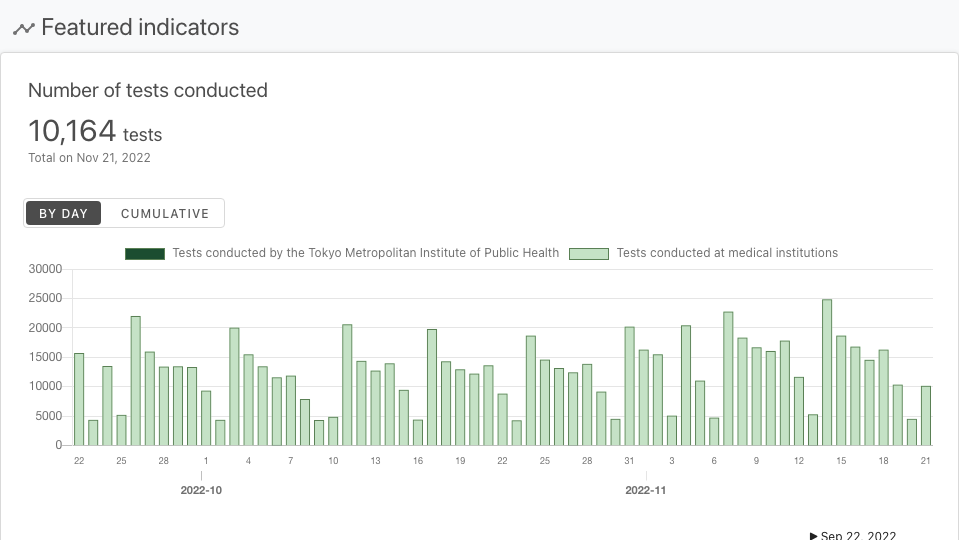 Featured indicators
Number of tests conducted
10,164 tests
Total on Nov 21, 2022
BY DAY CUMULATIVE
Tests conducted by the Tokyo Metropolitan Institute of Public Health Tests conducted at medical institutions
30000
25000
20000
15000
10000
5000
0
22 25 28 1 4 7 10 13 16 19 22 25 28 31 3 6 9 12 15 18 21
2022-10 2022-11
Sep 22, 2022